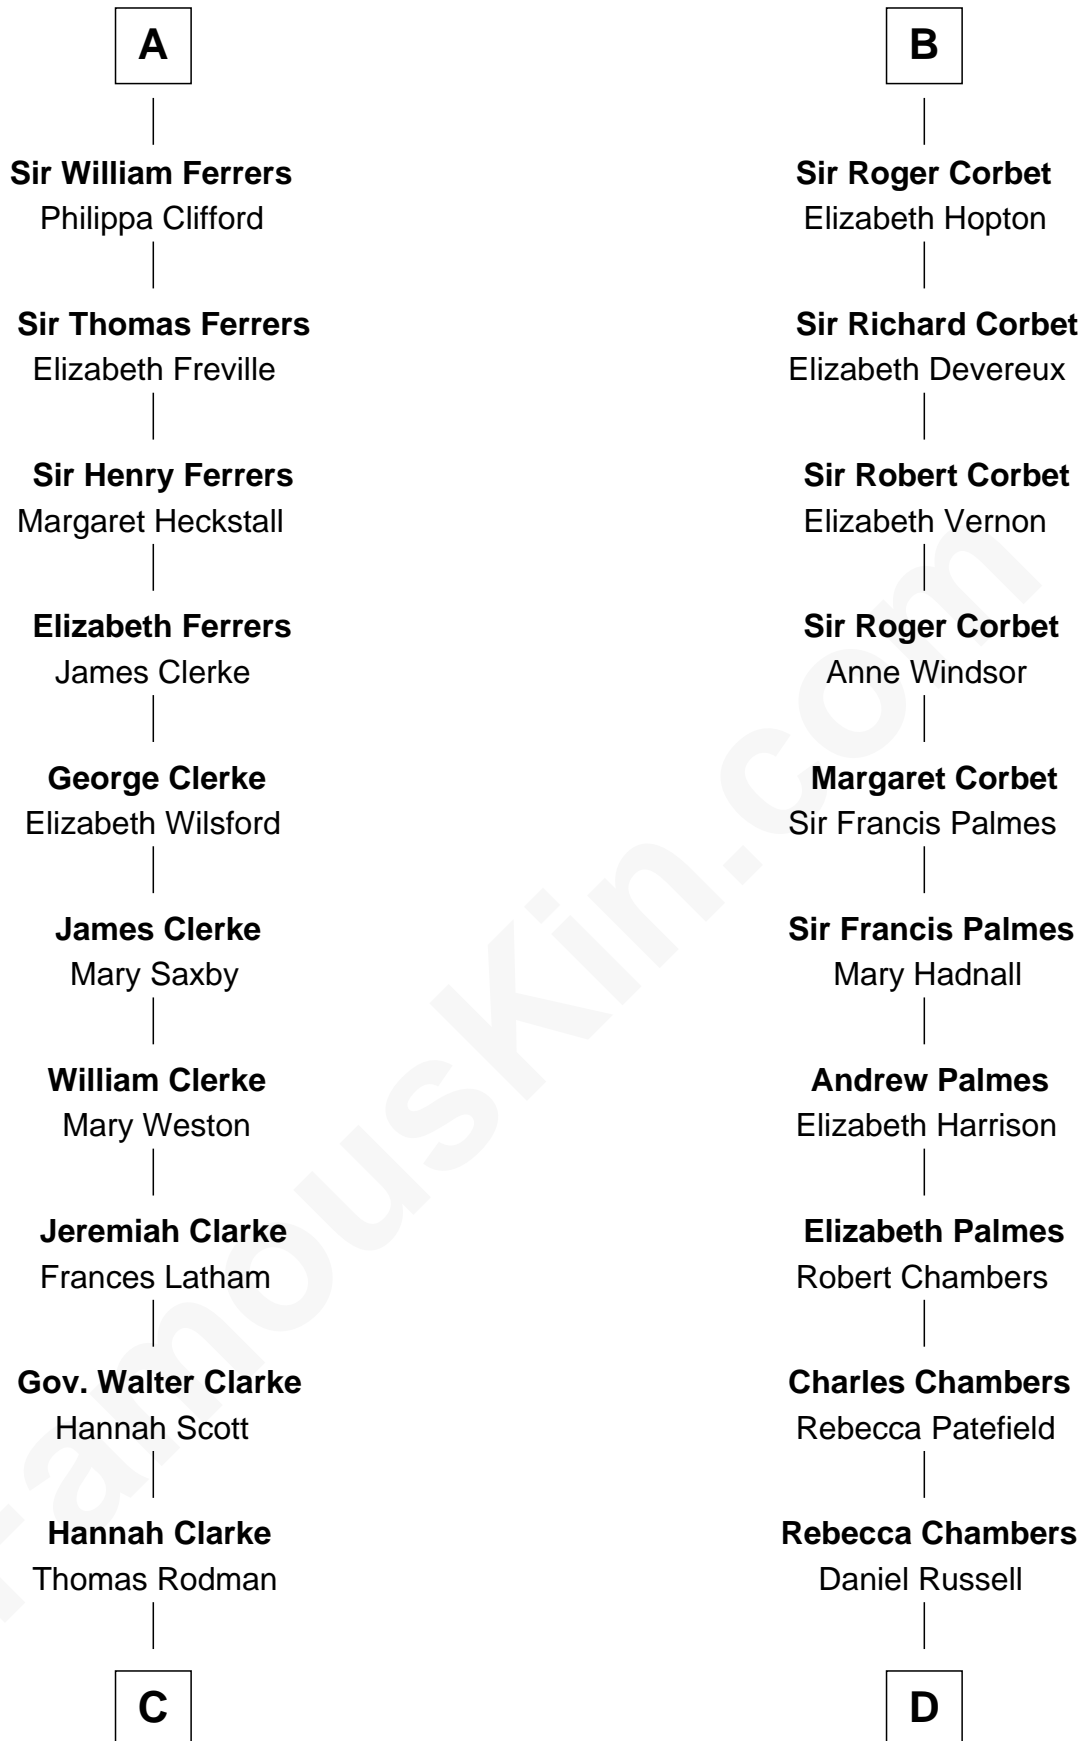 A
Sir William Ferrers
Philippa Clifford
Sir Thomas Ferrers
Elizabeth Freville
Sir Henry Ferrers
Margaret Heckstall
Elizabeth Ferrers
James Clerke
George Clerke
Elizabeth Wilsford
James Clerke
Mary Saxby
William Clerke
Mary Weston
Jeremiah Clarke
Frances Latham
Gov. Walter Clarke
Hannah Scott
Hannah Clarke
Thomas Rodman
C
B
Sir Roger Corbet
Elizabeth Hopton
Sir Richard Corbet
Elizabeth Devereux
Sir Robert Corbet
Elizabeth Vernon
Sir Roger Corbet
Anne Windsor
Margaret Corbet
Sir Francis Palmes
Sir Francis Palmes
Mary Hadnall
Andrew Palmes
Elizabeth Harrison
Elizabeth Palmes
Robert Chambers
Charles Chambers
Rebecca Patefield
Rebecca Chambers
Daniel Russell
D
FamousKin.com